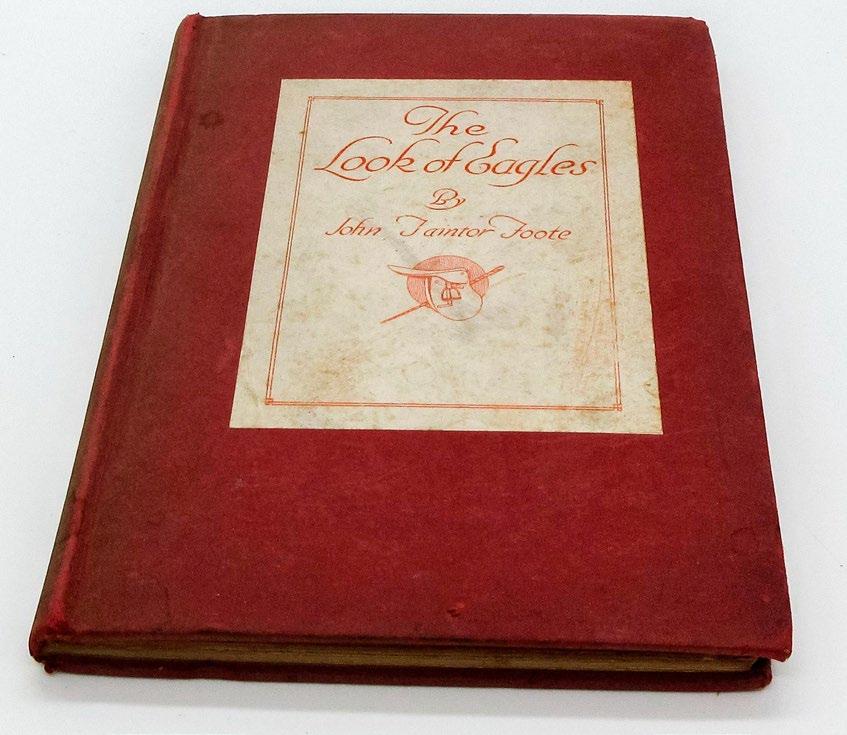 The
Look of Eagles
By
John Taintor Foote